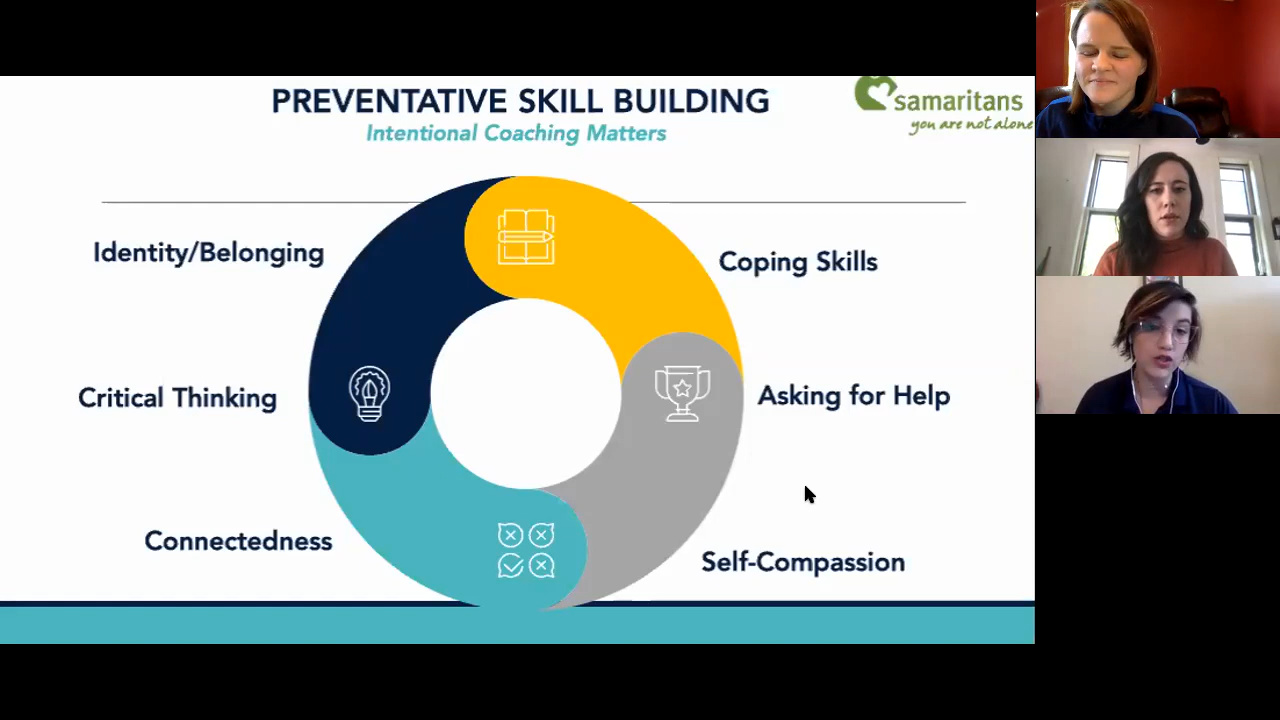 PREVENTATIVE SKILL BUILDING
Intentional Coaching Matters
samaritans
you are not alone
Identity/Belonging
Coping Skills
Critical Thinking
Asking for Help
Connectedness
Self-Compassion